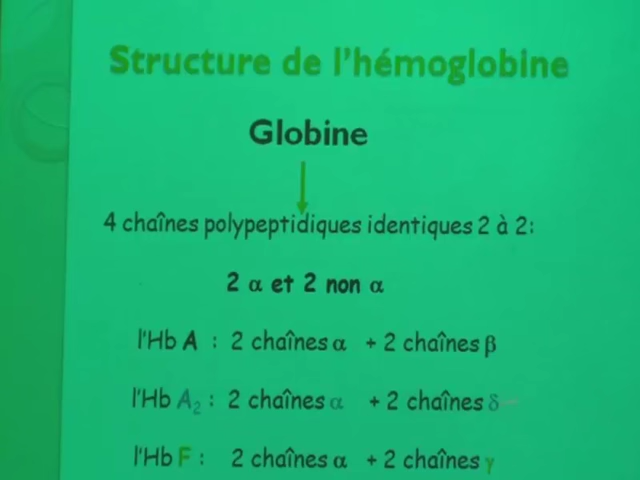 Structure de l'hémoglobine
Globine
4 chaînes polypeptidiques identiques 2 à 2:
2 α et 2 non α
l'Hb A : 2 chaînes α + 2 chaînes β
l'Hb A₂ : 2 chaînes α + 2 chaînes δ
l'Hb F : 2 chaînes α + 2 chaînes γ